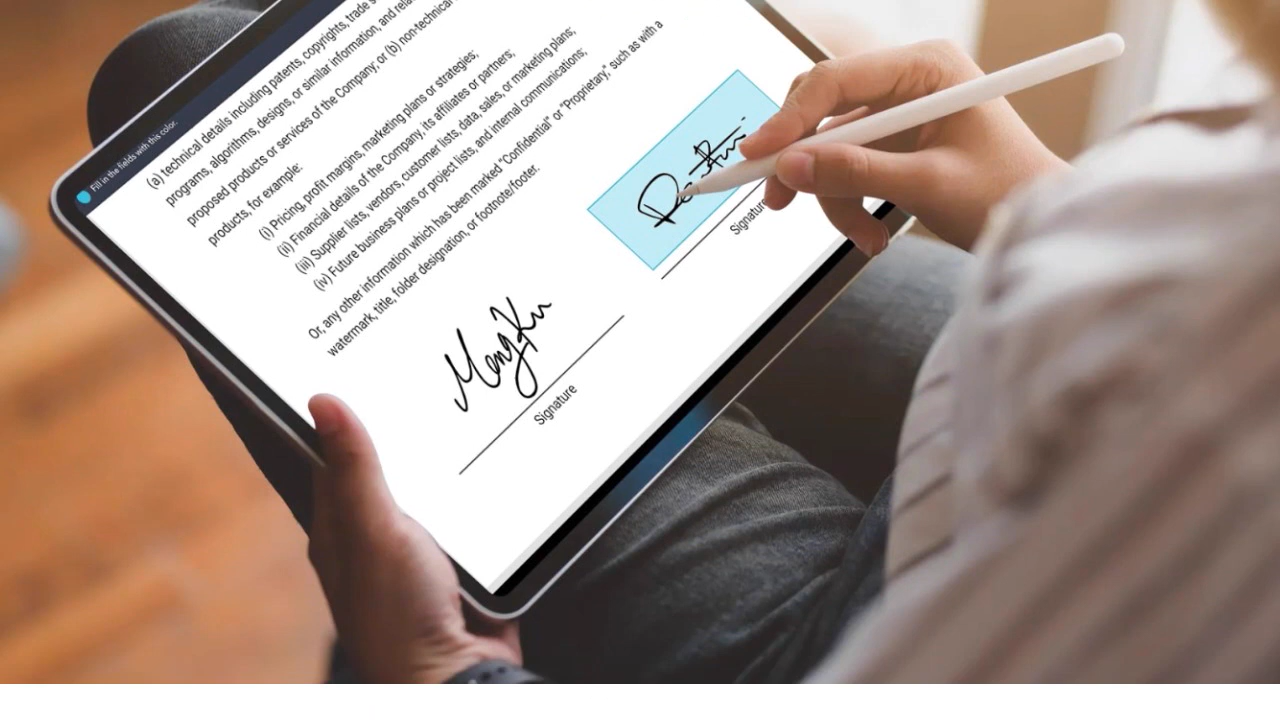 Fill in the fields with this color.
(a) technical details including patents, copyrights, trade
programs, algorithms, designs, or similar information, and
proposed products or services of the Company; or (b) non-technical
products, for example:
(i) Pricing, profit margins, marketing plans or strategies;
(ii) Financial details of the Company, its affiliates or partners;
(iii) Supplier lists, vendors, customer lists, data, sales, or marketing plans;
(iv) Future business plans or project lists, and internal communications;
Or, any other information which has been marked "Confidential" or "Proprietary," such as with a
watermark, title, folder designation, or footnote/footer.
Signature
MengKu
Signature